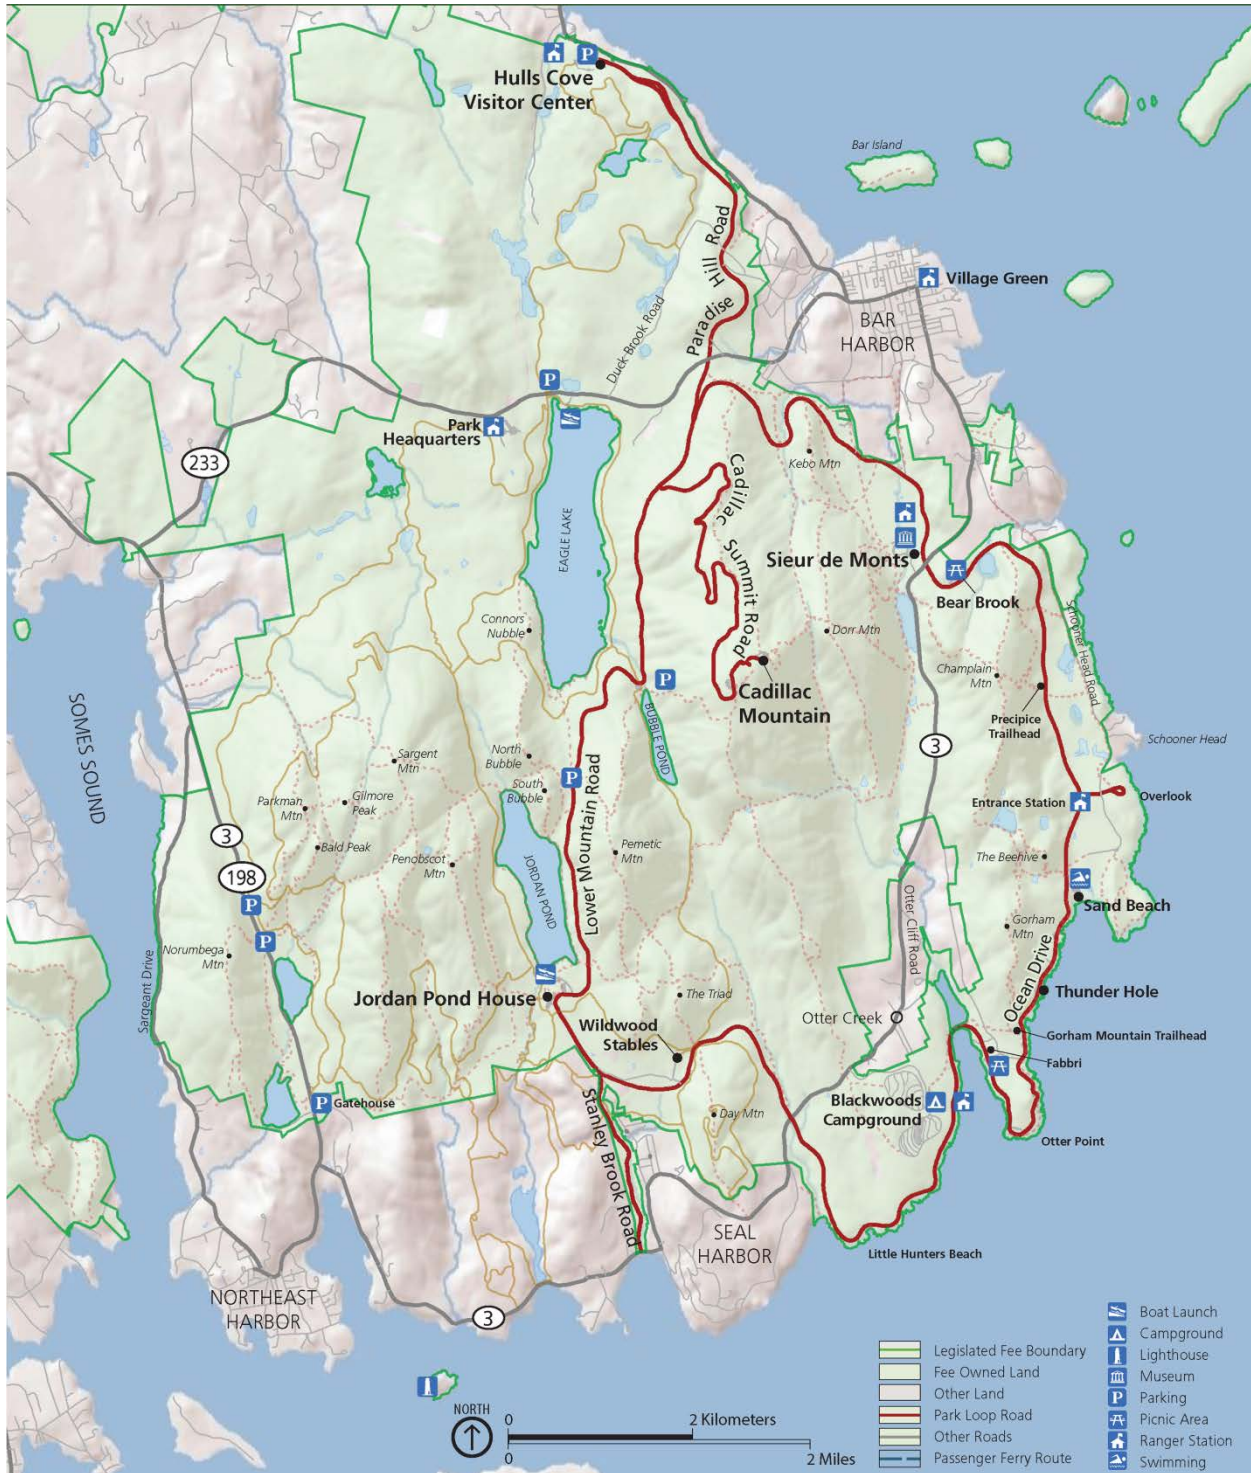 Hulls Cove
Visitor Center
Bar Island
Paradise Hill Road
Village Green
BAR
HARBOR
Duck Brook Road
Park
Heaquarters
233
Kebo Mtn
Cadillac Summit Road
EAGLE LAKE
Sieur de Monts
Bear Brook
Schooner Head Road
Connors
Nubble
Dorr Mtn
Champlain
Mtn
Cadillac
Mountain
Precipice
Trailhead
SOMES SOUND
BUBBLE POND
3
Schooner Head
Sargent
Mtn
North
Bubble
South
Bubble
Lower Mountain Road
Parkman
Mtn
Gilmore
Peak
Entrance Station
Overlook
3
198
Bald Peak
Penobscot
Mtn
Pemetic
Mtn
The Beehive
JORDAN POND
Otter Cliff Road
Sand Beach
Gorham
Mtn
Norumbega
Mtn
Sargeant Drive
Ocean Drive
Jordan Pond House
The Triad
Thunder Hole
Otter Creek
Gorham Mountain Trailhead
Wildwood
Stables
Fabbri
Gatehouse
Stanley Brook Road
Day Mtn
Blackwoods
Campground
Otter Point
SEAL
HARBOR
Little Hunters Beach
NORTHEAST
HARBOR
3
NORTH
0
2 Kilometers
0
2 Miles
Legislated Fee Boundary
Fee Owned Land
Other Land
Park Loop Road
Other Roads
Passenger Ferry Route
Boat Launch
Campground
Lighthouse
Museum
P
Parking
Picnic Area
Ranger Station
Swimming